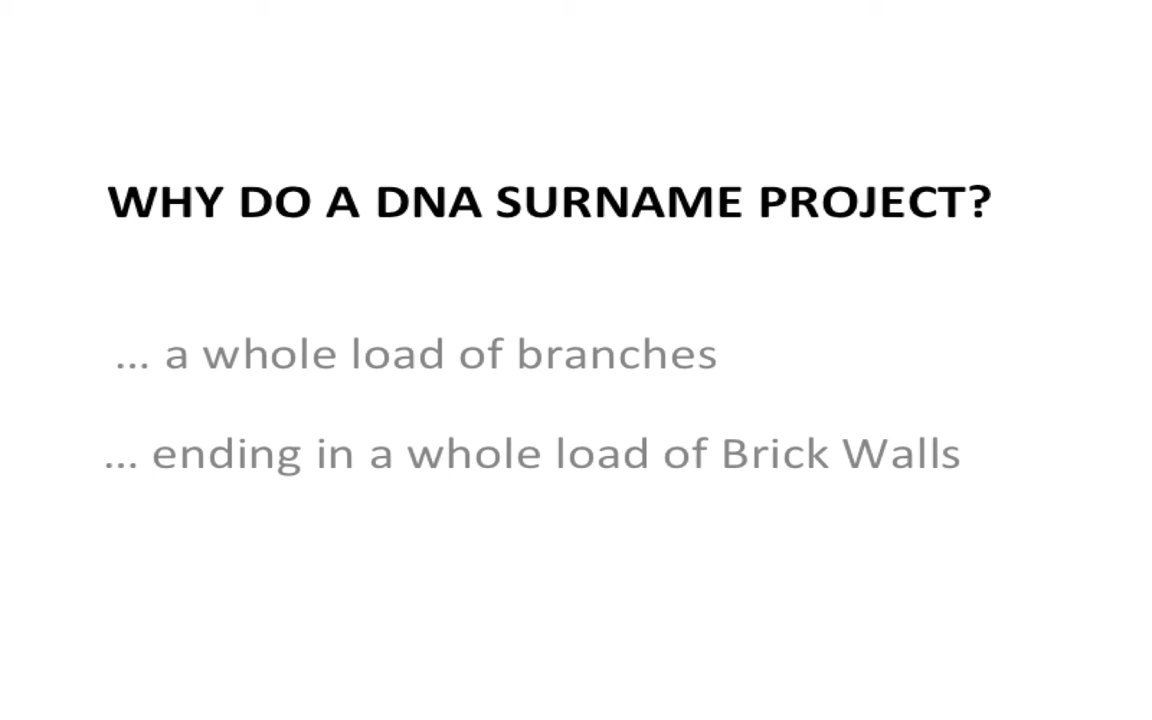 WHY DO A DNA SURNAME PROJECT?
... a whole load of branches
... ending in a whole load of Brick Walls